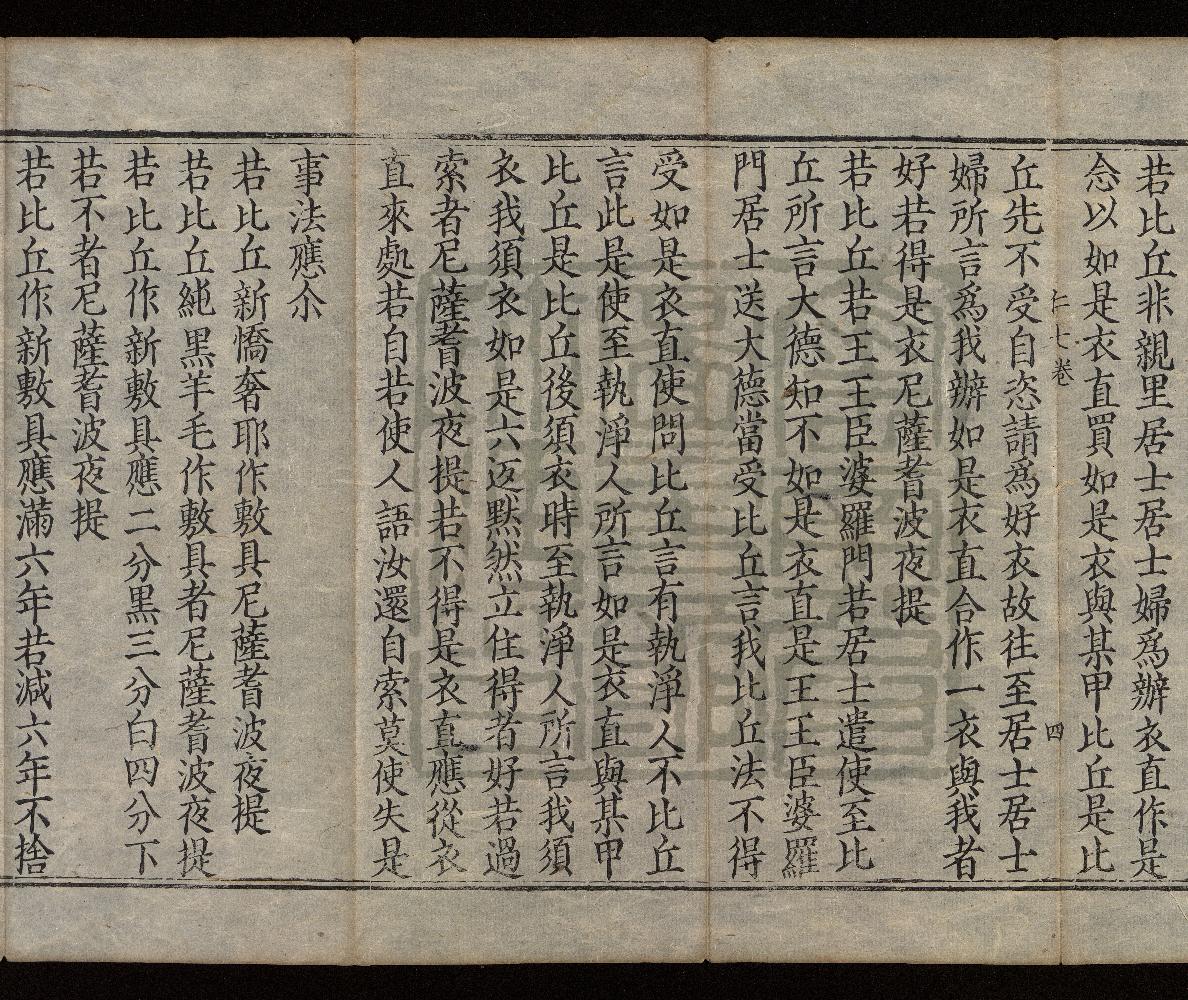 若比丘非親里居士居士婦爲辦衣直作是
念以如是衣直買如是衣與某甲比丘是比
仁七卷 四
丘先不受自恣請爲好衣故往至居士居士
婦所言爲我辦如是衣直合作一衣與我者
好若得是衣尼薩耆波夜提
若比丘若王王臣婆羅門若居士遣使至比
丘所言大德知不如是衣直是王王臣婆羅
門居士送大德當受比丘言我比丘法不得
受如是衣直使問比丘言有執淨人不比丘
言此是使至執淨人所言如是衣直與某甲
比丘是比丘後須衣時至執淨人所言我須
衣我須衣如是六返默然立住得者好若過
索者尼薩耆波夜提若不得是衣直應從衣
直來處若自若使人語汝還自索莫使失是
事法應尒
若比丘新憍奢耶作敷具尼薩耆波夜提
若比丘純黑羊毛作敷具者尼薩耆波夜提
若比丘作新敷具應二分黑三分白四分下
若不者尼薩耆波夜提
若比丘作新敷具應滿六年若減六年不捨